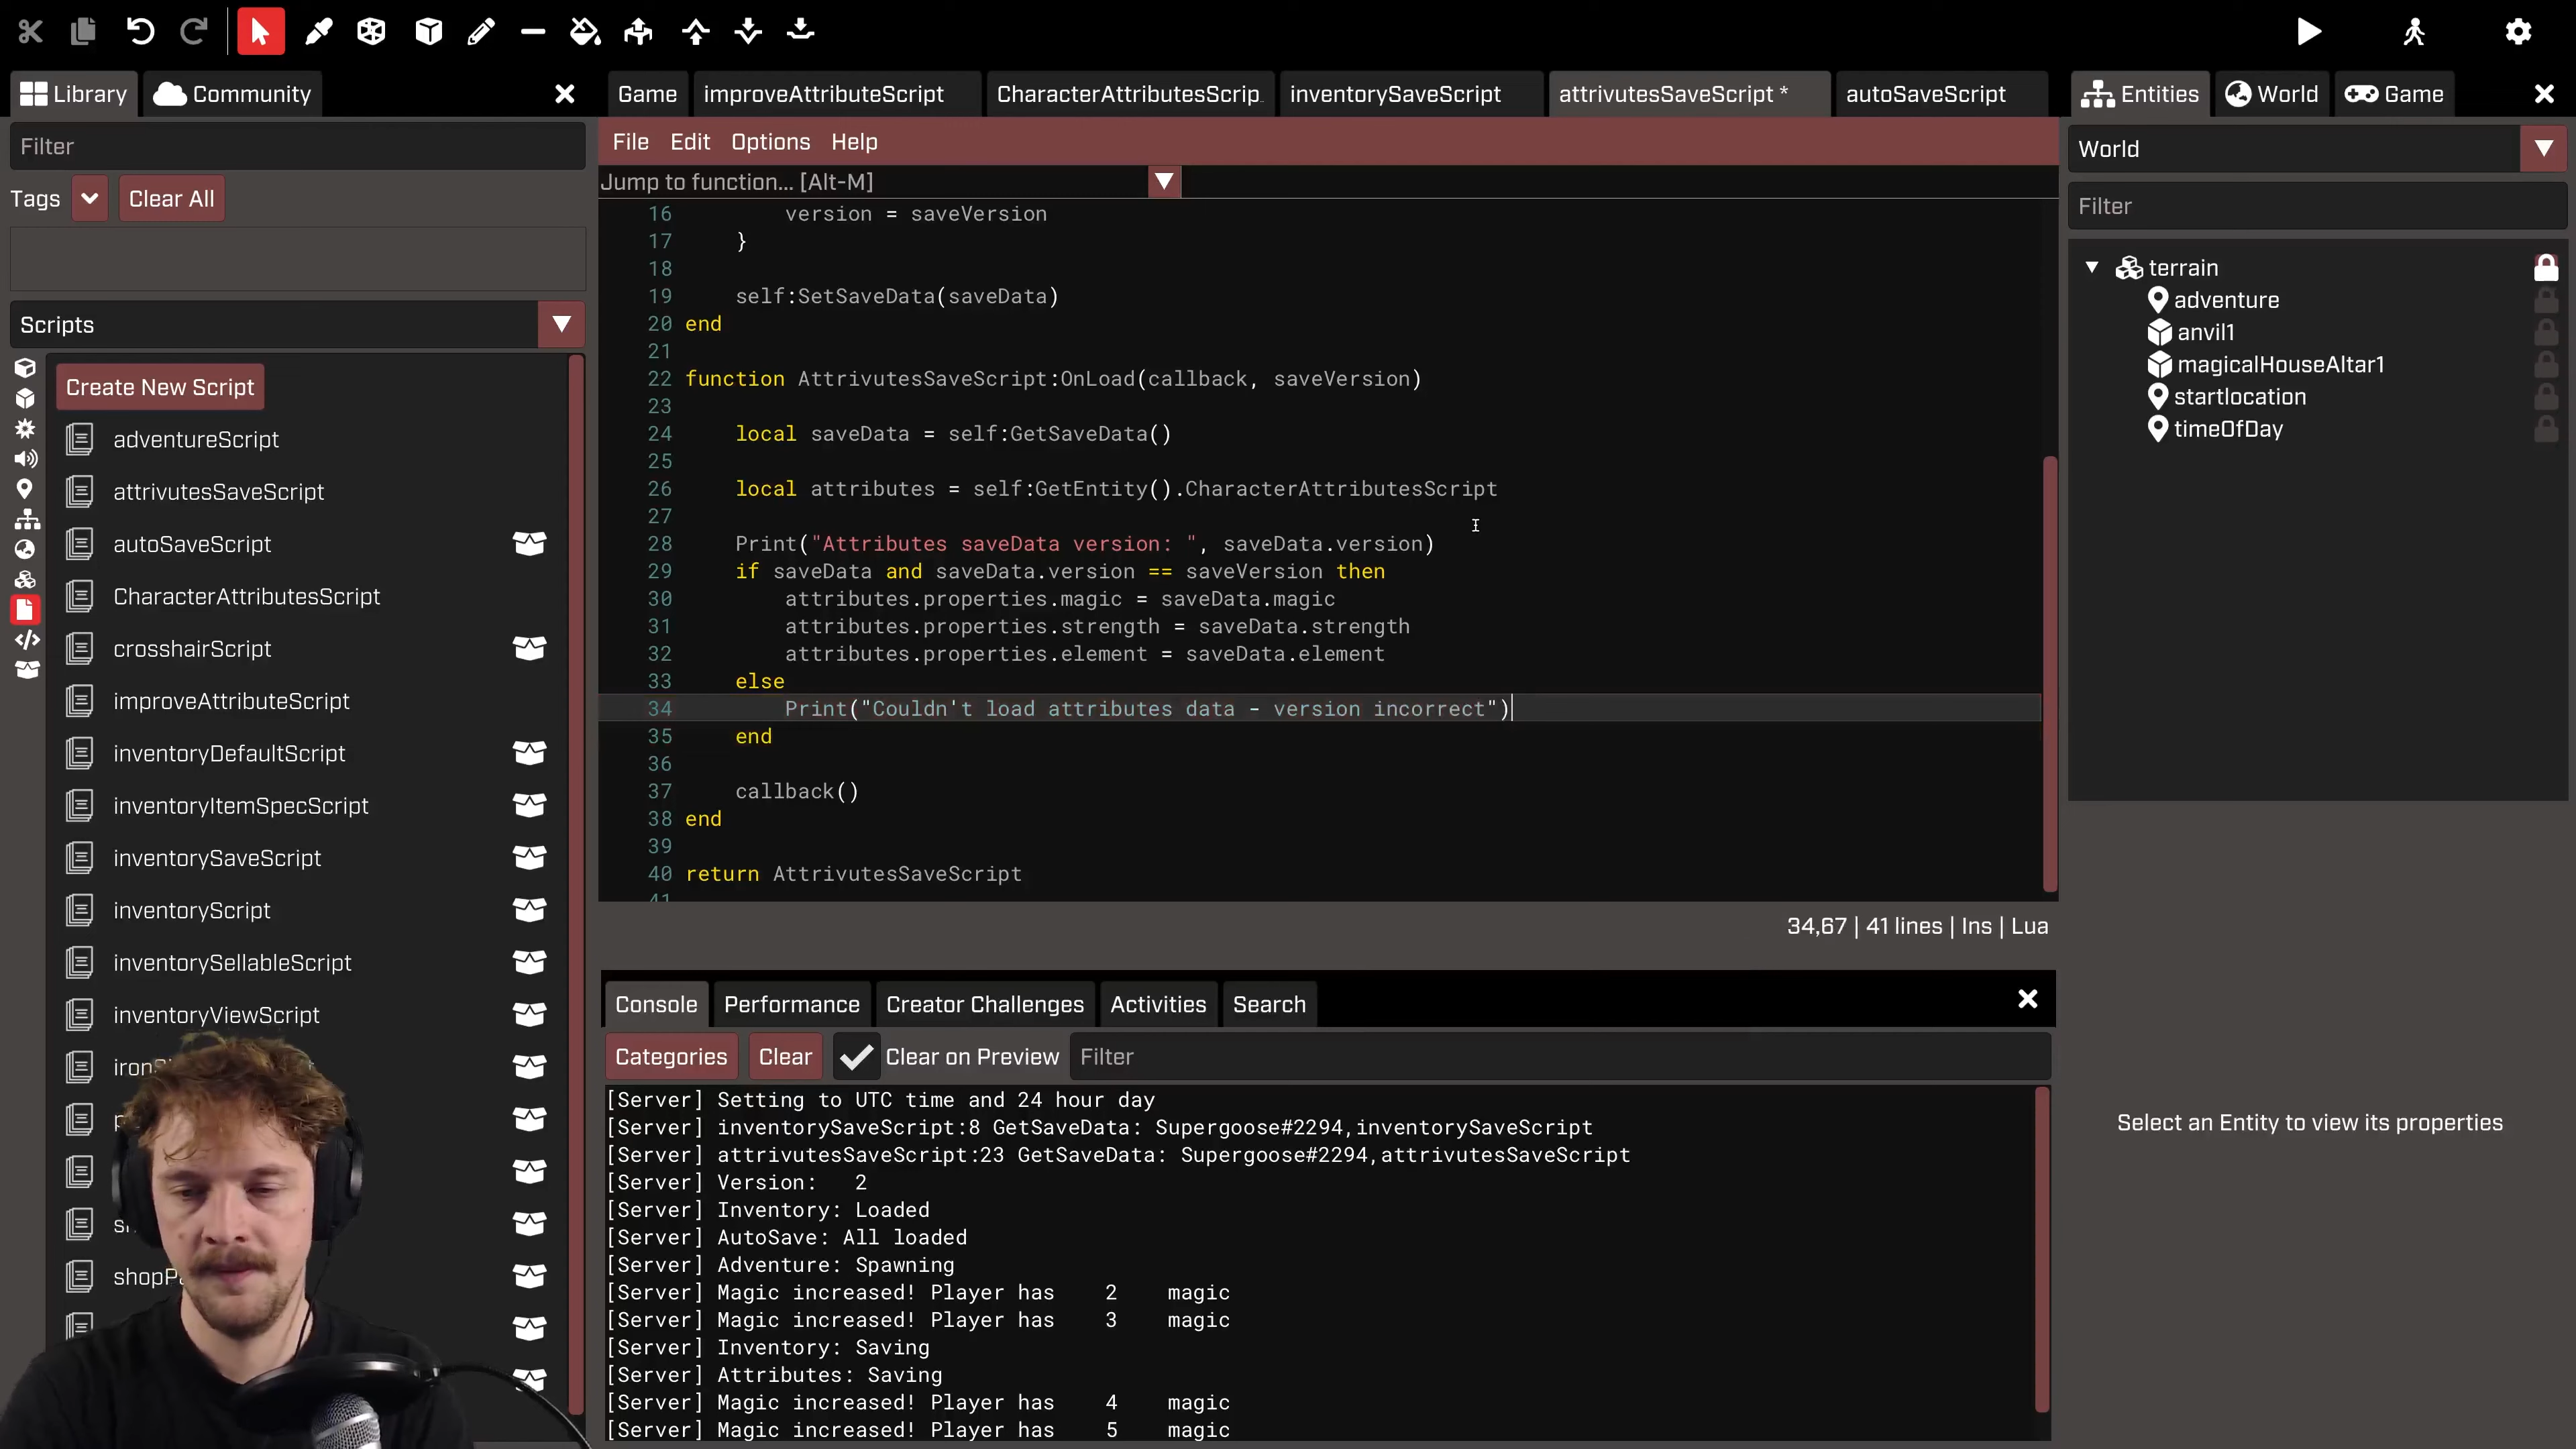 Library
Community
Game
improveAttributeScript
CharacterAttributesScrip
inventorySaveScript
attrivutesSaveScript *
autoSaveScript
Entities
World
Game
Filter
File Edit Options Help
World
Jump to function... [Alt-M]
Tags
Clear All
Filter
16 version = saveVersion
17 }
18
19 self:SetSaveData(saveData)
20 end
21
22 function AttrivutesSaveScript:OnLoad(callback, saveVersion)
23
24 local saveData = self:GetSaveData()
25
26 local attributes = self:GetEntity().CharacterAttributesScript
27
28 Print("Attributes saveData version: ", saveData.version)
29 if saveData and saveData.version == saveVersion then
30 attributes.properties.magic = saveData.magic
31 attributes.properties.strength = saveData.strength
32 attributes.properties.element = saveData.element
33 else
34 Print("Couldn't load attributes data - version incorrect")
35 end
36
37 callback()
38 end
39
40 return AttrivutesSaveScript
41
34,67 | 41 lines | Ins | Lua
Scripts
Create New Script
adventureScript
attrivutesSaveScript
autoSaveScript
CharacterAttributesScript
crosshairScript
improveAttributeScript
inventoryDefaultScript
inventoryItemSpecScript
inventorySaveScript
inventoryScript
inventorySellableScript
inventoryViewScript
terrain
adventure
anvil1
magicalHouseAltar1
startlocation
timeOfDay
Select an Entity to view its properties
Console
Performance
Creator Challenges
Activities
Search
Categories
Clear
Clear on Preview
Filter
[Server] Setting to UTC time and 24 hour day
[Server] inventorySaveScript:8 GetSaveData: Supergoose#2294,inventorySaveScript
[Server] attrivutesSaveScript:23 GetSaveData: Supergoose#2294,attrivutesSaveScript
[Server] Version: 2
[Server] Inventory: Loaded
[Server] AutoSave: All loaded
[Server] Adventure: Spawning
[Server] Magic increased! Player has 2 magic
[Server] Magic increased! Player has 3 magic
[Server] Inventory: Saving
[Server] Attributes: Saving
[Server] Magic increased! Player has 4 magic
[Server] Magic increased! Player has 5 magic